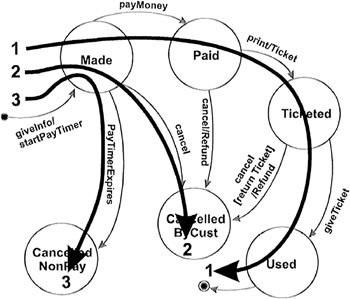 payMoney
1
2
3
Made
Paid
print/Ticket
giveInfo/
startPayTimer
PayTimerExpires
cancel
cancel/Refund
Ticketed
cancel
[return Ticket]
/Refund
giveTicket
Cancelled
NonPay
3
Cancelled
ByCust
2
1
Used